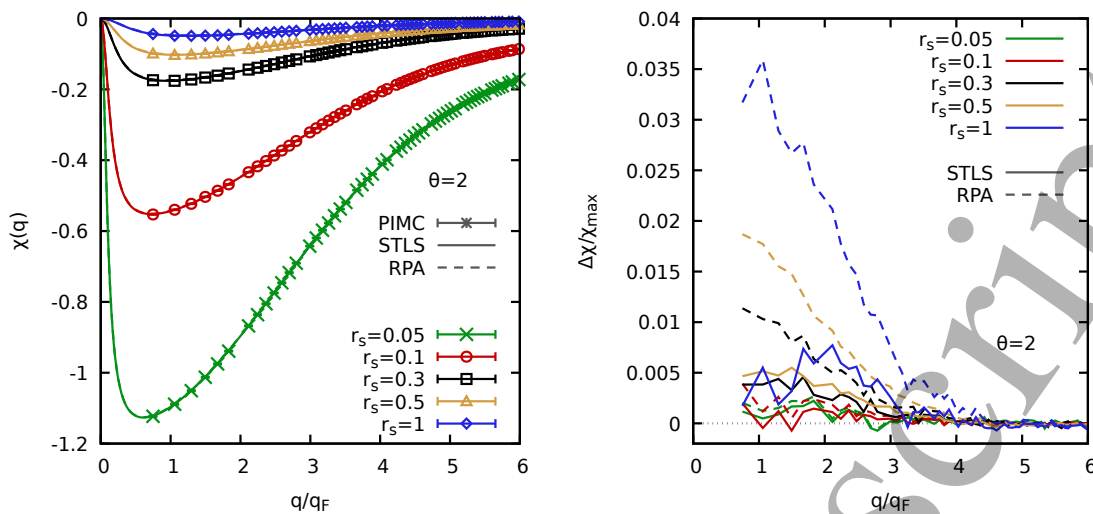 0
-0.2
-0.4
-0.6
-0.8
-1
-1.2
0 1 2 3 4 5 6
χ(q)
q/q_F
θ=2
PIMC
STLS
RPA
r_s=0.05
r_s=0.1
r_s=0.3
r_s=0.5
r_s=1
0.04
0.035
0.03
0.025
0.02
0.015
0.01
0.005
0
0 1 2 3 4 5 6
Δχ/χ_max
q/q_F
r_s=0.05
r_s=0.1
r_s=0.3
r_s=0.5
r_s=1
STLS
RPA
θ=2
scrip